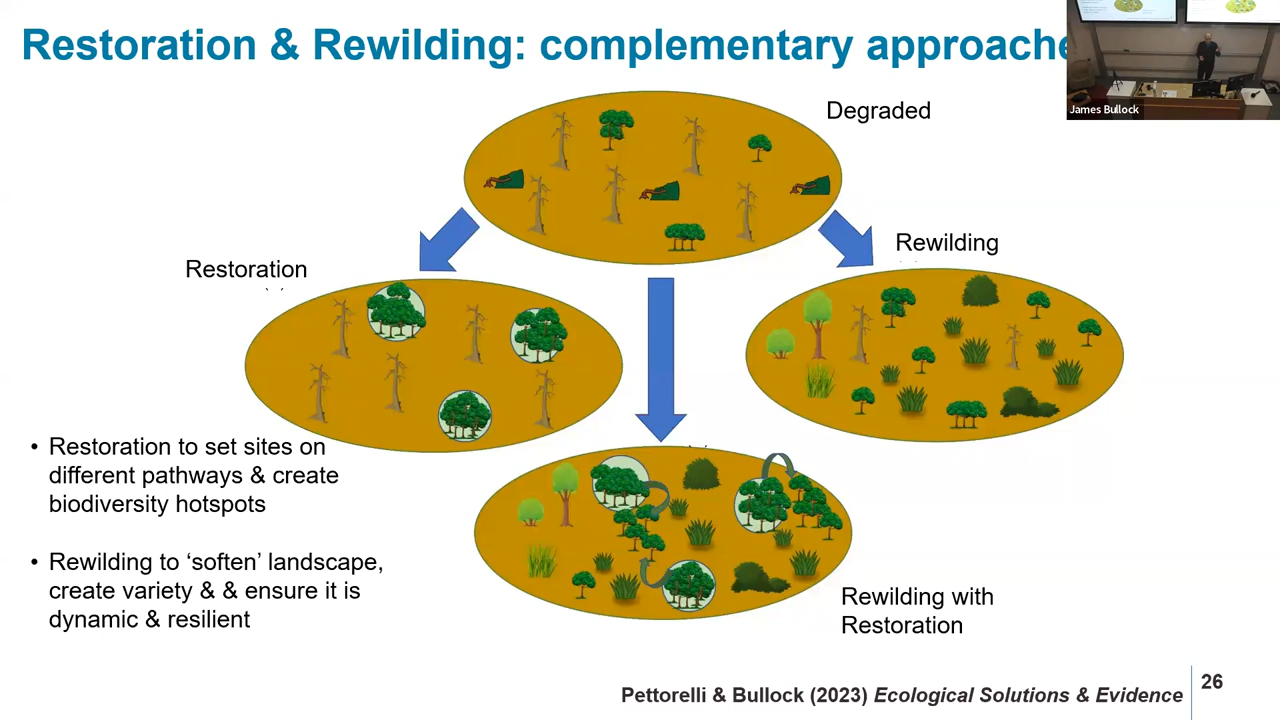 Restoration & Rewilding: complementary approache
James Bullock
Degraded
Restoration
Rewilding
• Restoration to set sites on
different pathways & create
biodiversity hotspots
• Rewilding to ‘soften’ landscape,
create variety & & ensure it is
dynamic & resilient
Rewilding with
Restoration
Pettorelli & Bullock (2023) Ecological Solutions & Evidence
26